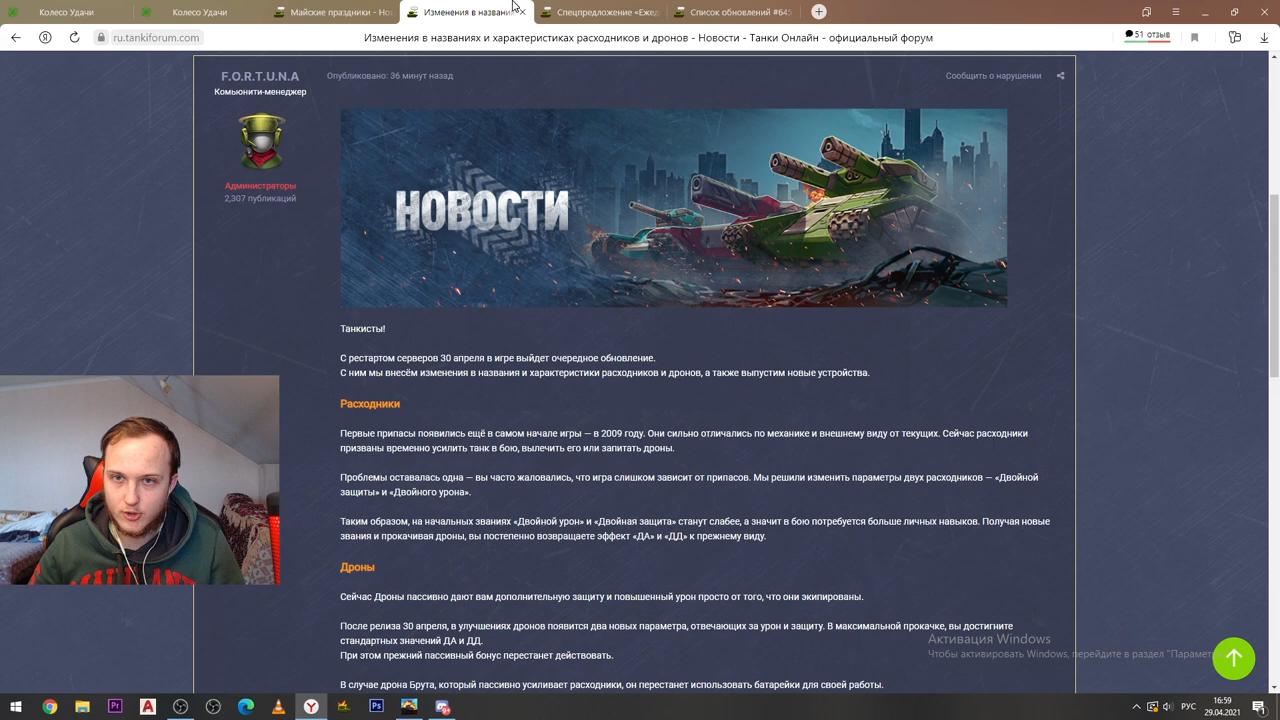 Колесо Удачи
Колесо Удачи
Майские праздники - Но
Изменения в названи
Спецпредложение «Ежед
Список обновлений #645
ru.tankiforum.com
Изменения в названиях и характеристиках расходников и дронов - Новости - Танки Онлайн - официальный форум
51 отзыв
F.O.R.T.U.N.A
Опубликовано: 36 минут назад
Сообщить о нарушении
Комьюнити-менеджер
Администраторы
2,307 публикаций
НОВОСТИ
Танкисты!
С рестартом серверов 30 апреля в игре выйдет очередное обновление.
С ним мы внесём изменения в названия и характеристики расходников и дронов, а также выпустим новые устройства.
Расходники
Первые припасы появились ещё в самом начале игры — в 2009 году. Они сильно отличались по механике и внешнему виду от текущих. Сейчас расходники
призваны временно усилить танк в бою, вылечить его или запитать дроны.
Проблемы оставалась одна — вы часто жаловались, что игра слишком зависит от припасов. Мы решили изменить параметры двух расходников — «Двойной
защиты» и «Двойного урона».
Таким образом, на начальных званиях «Двойной урон» и «Двойная защита» станут слабее, а значит в бою потребуется больше личных навыков. Получая новые
звания и прокачивая дроны, вы постепенно возвращаете эффект «ДА» и «ДД» к прежнему виду.
Дроны
Сейчас Дроны пассивно дают вам дополнительную защиту и повышенный урон просто от того, что они экипированы.
После релиза 30 апреля, в улучшениях дронов появится два новых параметра, отвечающих за урон и защиту. В максимальной прокачке, вы достигните
стандартных значений ДА и ДД.
При этом прежний пассивный бонус перестанет действовать.
В случае дрона Брута, который пассивно усиливает расходники, он перестанет использовать батарейки для своей работы.
Активация Windows
Чтобы активировать Windows, перейдите в раздел "Парамет
РУС
16:59
29.04.2021